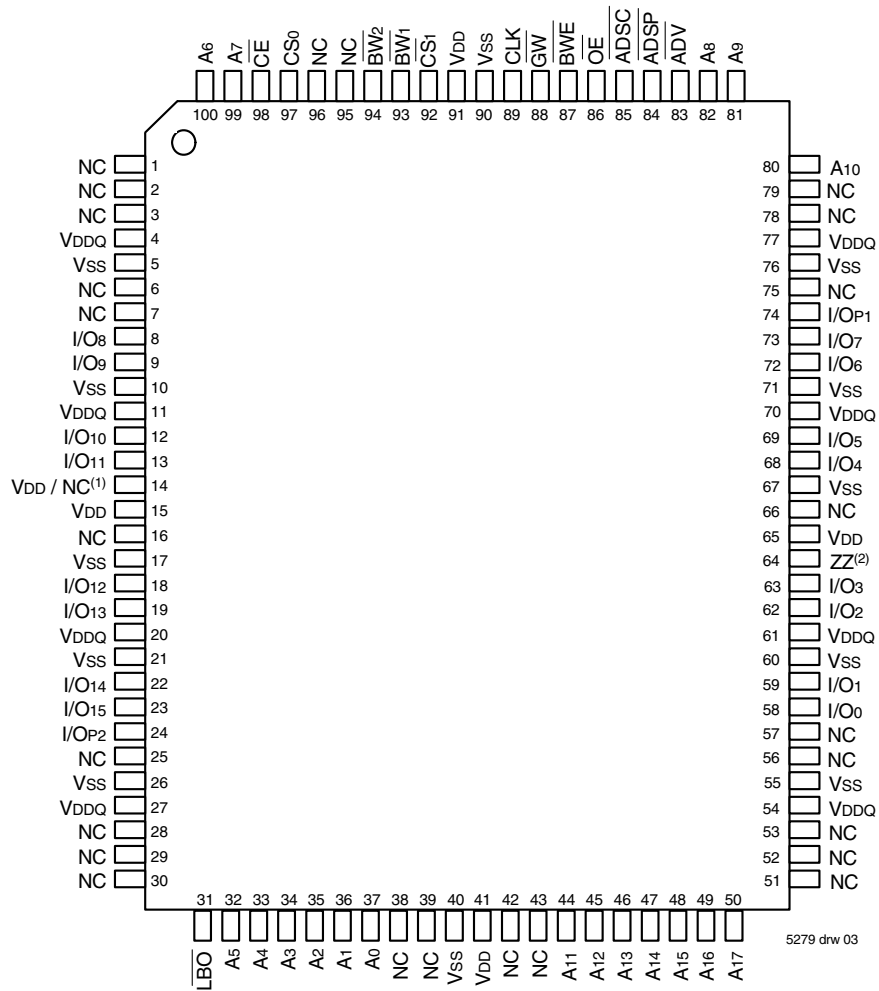 A6 A7 CE CS0 NC NC BW2 BW1 CS1 VDD VSS CLK GW BWE OE ADSC ADSP ADV A8 A9
100 99 98 97 96 95 94 93 92 91 90 89 88 87 86 85 84 83 82 81
NC 1
NC 2
NC 3
VDDQ 4
VSS 5
NC 6
NC 7
I/O8 8
I/O9 9
VSS 10
VDDQ 11
I/O10 12
I/O11 13
VDD / NC(1) 14
VDD 15
NC 16
VSS 17
I/O12 18
I/O13 19
VDDQ 20
VSS 21
I/O14 22
I/O15 23
I/OP2 24
NC 25
VSS 26
VDDQ 27
NC 28
NC 29
NC 30
80 A10
79 NC
78 NC
77 VDDQ
76 VSS
75 NC
74 I/OP1
73 I/O7
72 I/O6
71 VSS
70 VDDQ
69 I/O5
68 I/O4
67 VSS
66 NC
65 VDD
64 ZZ(2)
63 I/O3
62 I/O2
61 VDDQ
60 VSS
59 I/O1
58 I/O0
57 NC
56 NC
55 VSS
54 VDDQ
53 NC
52 NC
51 NC
31 32 33 34 35 36 37 38 39 40 41 42 43 44 45 46 47 48 49 50
LBO A5 A4 A3 A2 A1 A0 NC NC VSS VDD NC NC A11 A12 A13 A14 A15 A16 A17
5279 drw 03